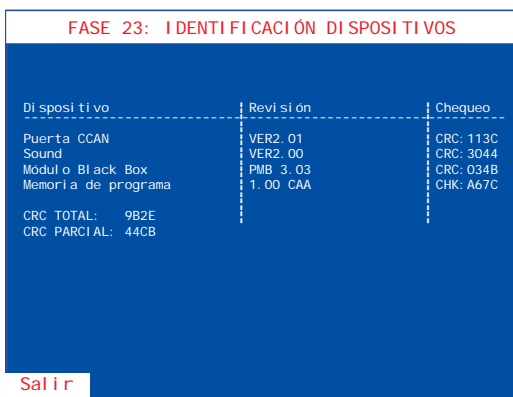 FASE 23: IDENTIFICACIÓN DISPOSITIVOS
Dispositivo Revisión Chequeo
Puerta CCAN VER2.01 CRC:113C
Sound VER2.00 CRC:3044
Módulo Black Box PMB 3.03 CRC:034B
Memoria de programa 1.00 CAA CHK:A67C
CRC TOTAL: 9B2E
CRC PARCIAL: 44CB
Salir